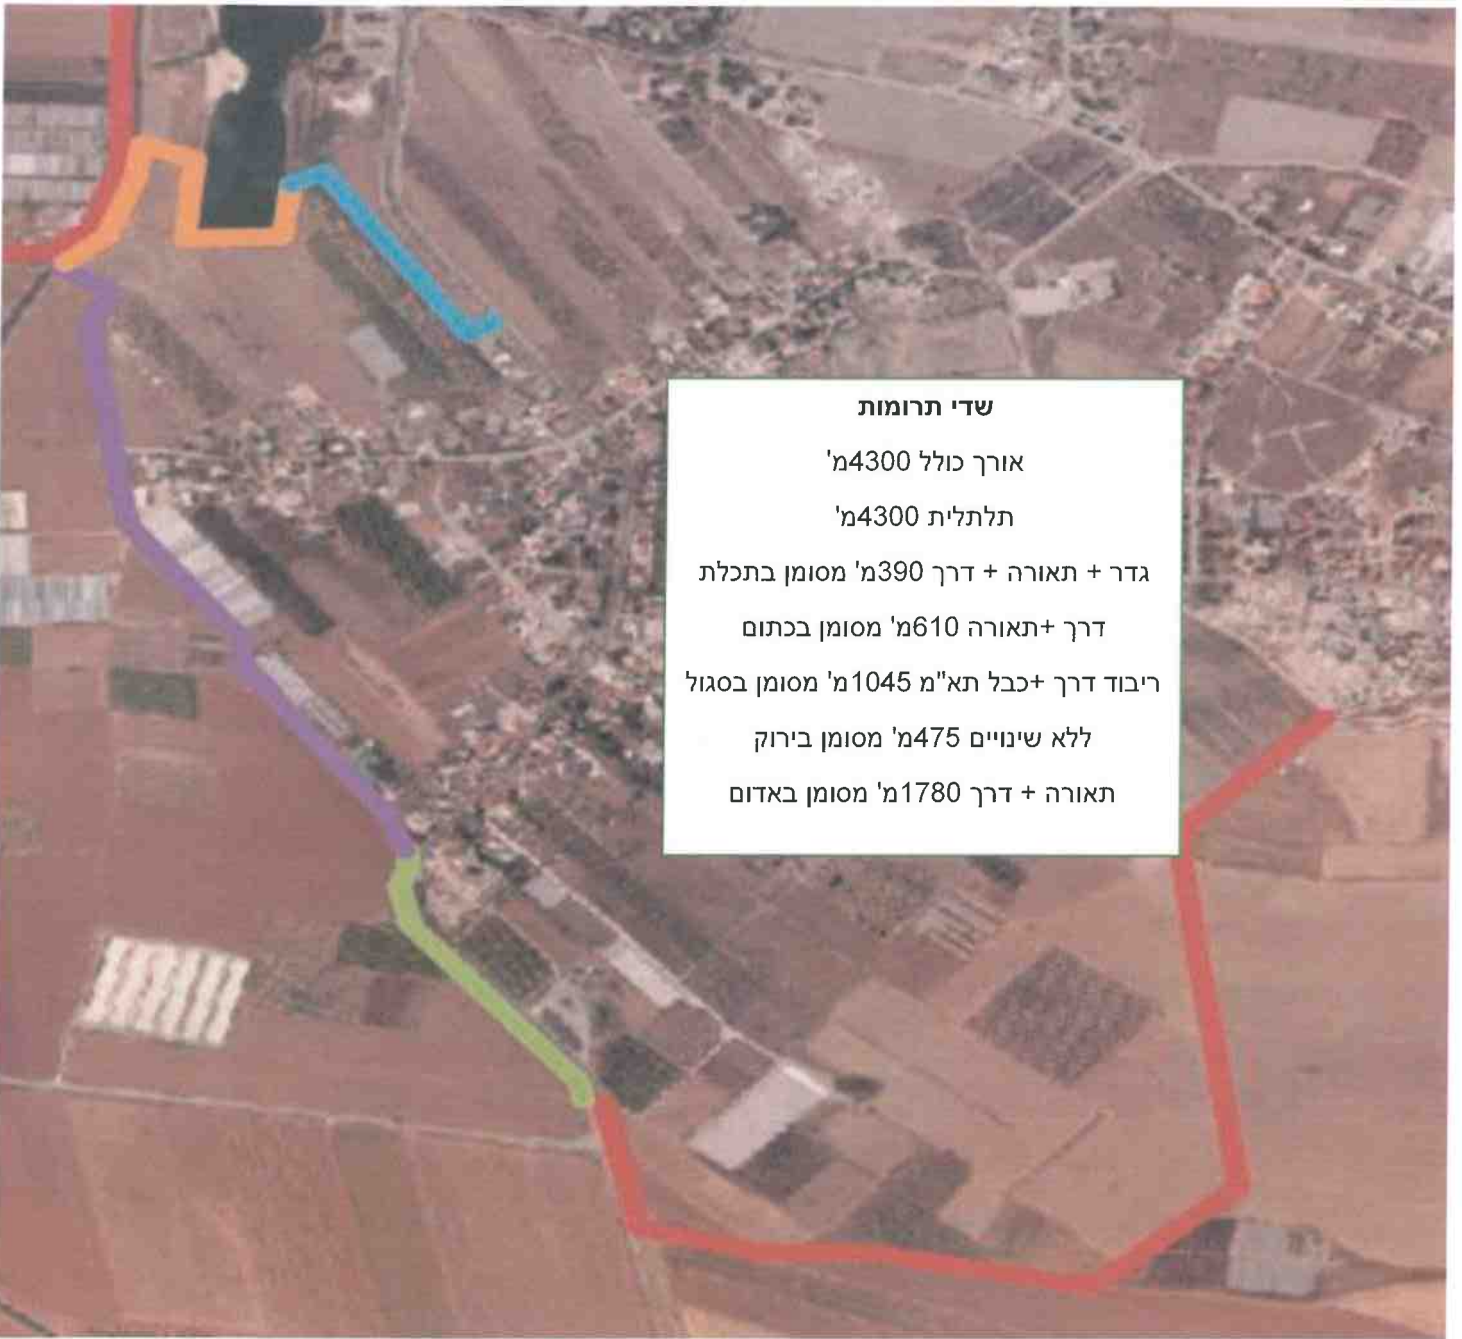 שדי תרומות
אורך כולל 4300מ'
תלתלית 4300מ'
גדר + תאורה + דרך 390מ' מסומן בתכלת
דרך +תאורה 610מ' מסומן בכתום
ריבוד דרך +כבל תא"מ 1045מ' מסומן בסגול
ללא שינויים 475מ' מסומן בירוק
תאורה + דרך 1780מ' מסומן באדום